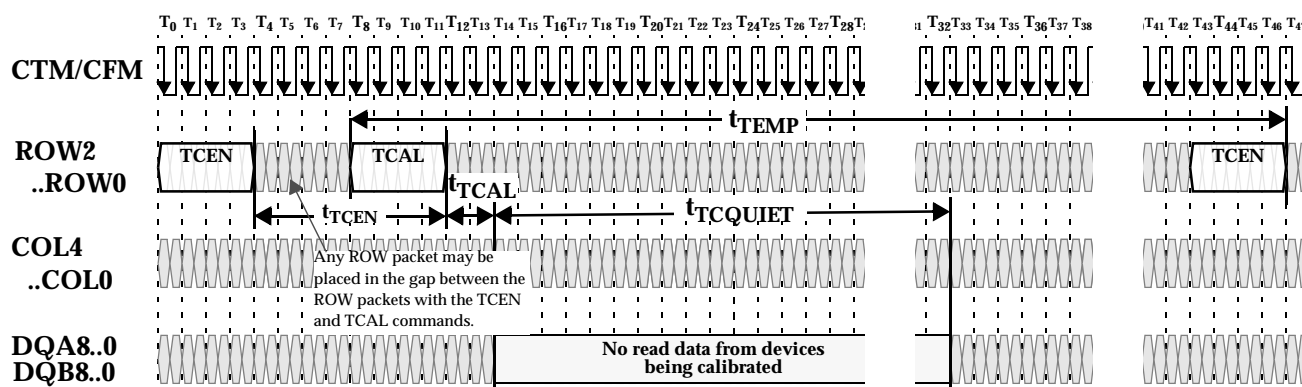 T0 T1 T2 T3 T4 T5 T6 T7 T8 T9 T10 T11 T12 T13 T14 T15 T16 T17 T18 T19 T20 T21 T22 T23 T24 T25 T26 T27 T28 T32 T33 T34 T35 T36 T37 T38 T41 T42 T43 T44 T45 T46
CTM/CFM
tTEMP
ROW2
..ROW0
TCEN
TCAL
TCEN
tTCAL
tTCEN
tTCQUIET
COL4
..COL0
Any ROW packet may be
placed in the gap between the
ROW packets with the TCEN
and TCAL commands.
DQA8..0
DQB8..0
No read data from devices
being calibrated